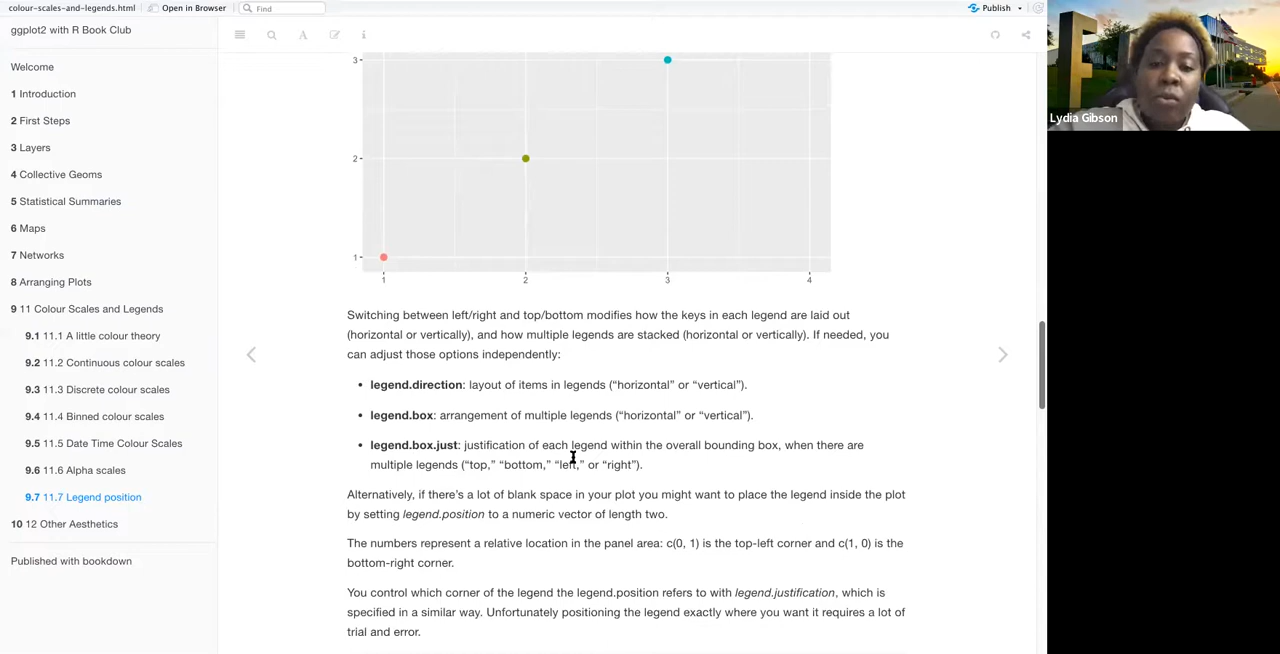 colour-scales-and-legends.html
Open in Browser
Find
Publish
ggplot2 with R Book Club
Welcome
1 Introduction
2 First Steps
3 Layers
4 Collective Geoms
5 Statistical Summaries
6 Maps
7 Networks
8 Arranging Plots
9 11 Colour Scales and Legends
9.1 11.1 A little colour theory
9.2 11.2 Continuous colour scales
9.3 11.3 Discrete colour scales
9.4 11.4 Binned colour scales
9.5 11.5 Date Time Colour Scales
9.6 11.6 Alpha scales
9.7 11.7 Legend position
10 12 Other Aesthetics
Published with bookdown
3
2
1
1 2 3 4
Switching between left/right and top/bottom modifies how the keys in each legend are laid out
(horizontal or vertically), and how multiple legends are stacked (horizontal or vertically). If needed, you
can adjust those options independently:
• legend.direction: layout of items in legends (“horizontal” or “vertical”).
• legend.box: arrangement of multiple legends (“horizontal” or “vertical”).
• legend.box.just: justification of each legend within the overall bounding box, when there are
multiple legends (“top,” “bottom,” “left,” or “right”).
Alternatively, if there’s a lot of blank space in your plot you might want to place the legend inside the plot
by setting legend.position to a numeric vector of length two.
The numbers represent a relative location in the panel area: c(0, 1) is the top-left corner and c(1, 0) is the
bottom-right corner.
You control which corner of the legend the legend.position refers to with legend.justification, which is
specified in a similar way. Unfortunately positioning the legend exactly where you want it requires a lot of
trial and error.
Lydia Gibson